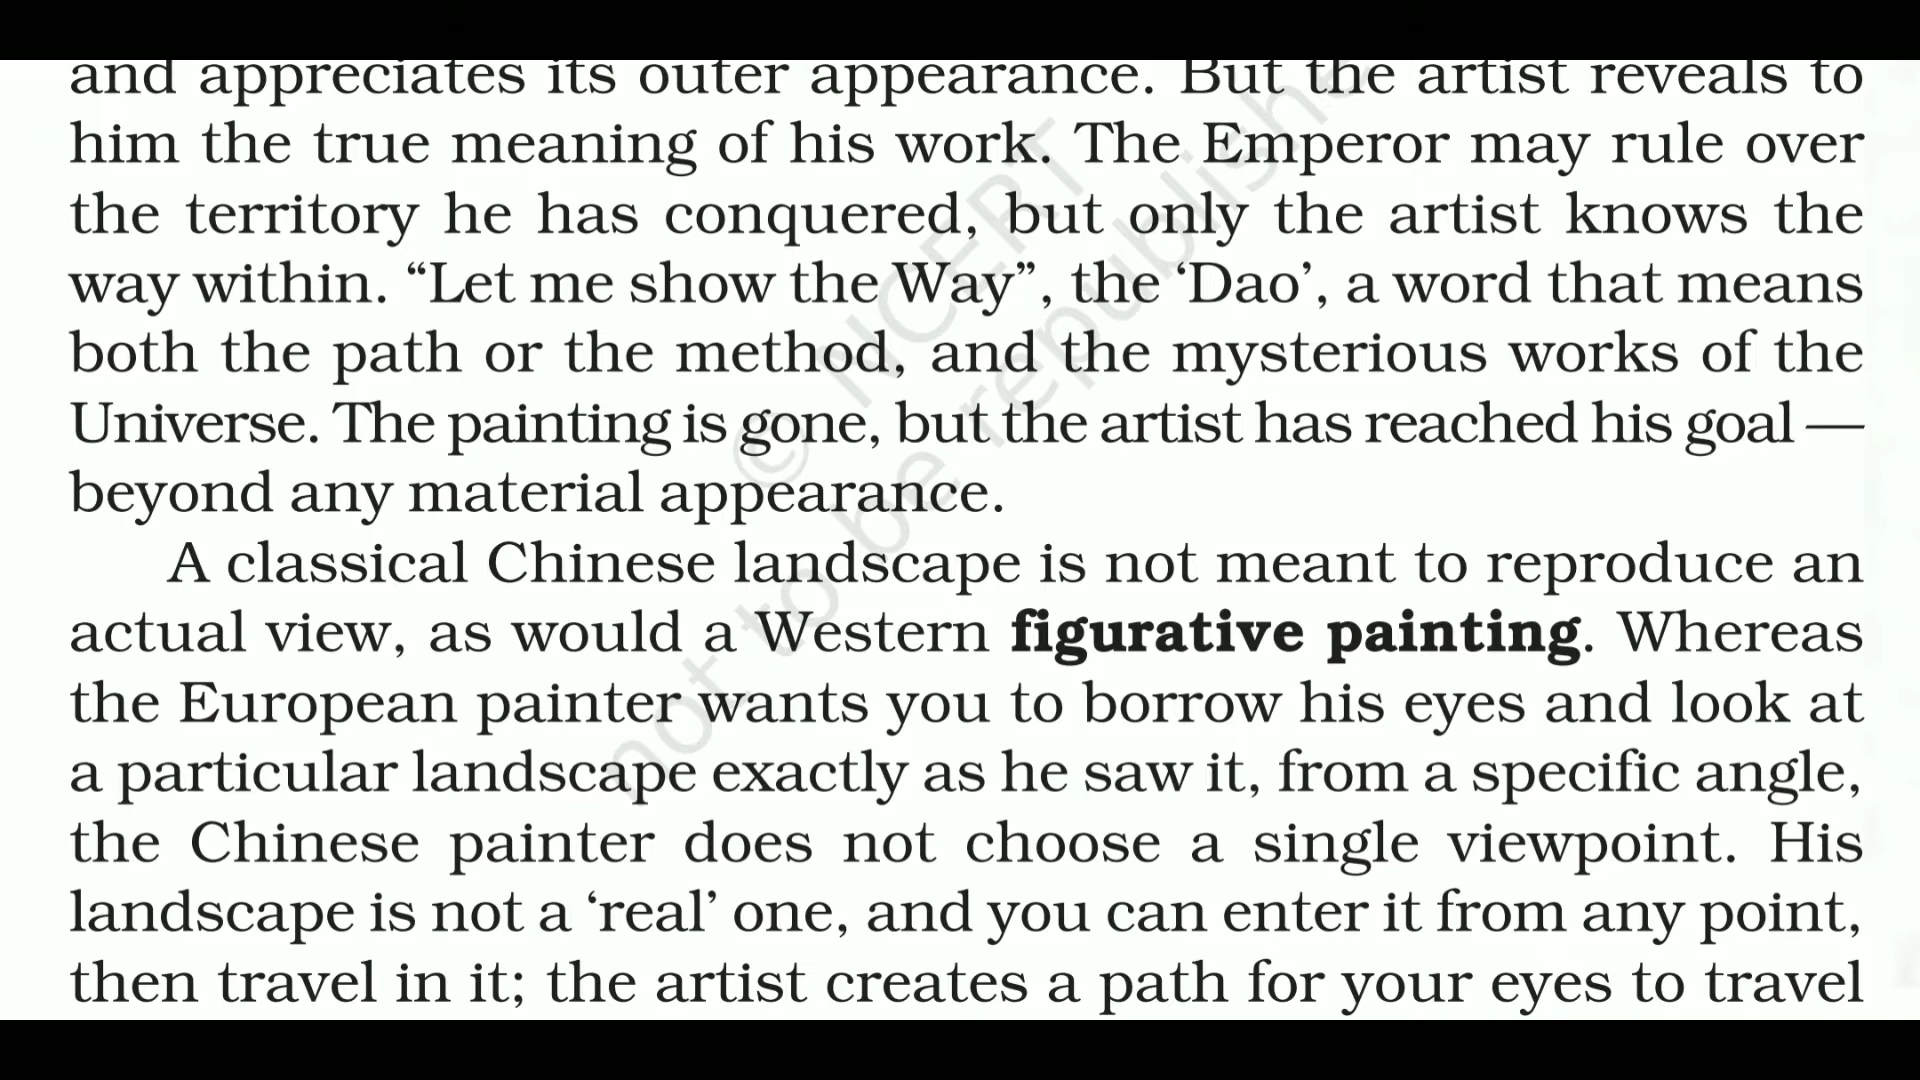 and appreciates its outer appearance. But the artist reveals to
him the true meaning of his work. The Emperor may rule over
the territory he has conquered, but only the artist knows the
way within. “Let me show the Way”, the ‘Dao’, a word that means
both the path or the method, and the mysterious works of the
Universe. The painting is gone, but the artist has reached his goal —
beyond any material appearance.
A classical Chinese landscape is not meant to reproduce an
actual view, as would a Western figurative painting. Whereas
the European painter wants you to borrow his eyes and look at
a particular landscape exactly as he saw it, from a specific angle,
the Chinese painter does not choose a single viewpoint. His
landscape is not a ‘real’ one, and you can enter it from any point,
then travel in it; the artist creates a path for your eyes to travel
© NCERT
not to be republished